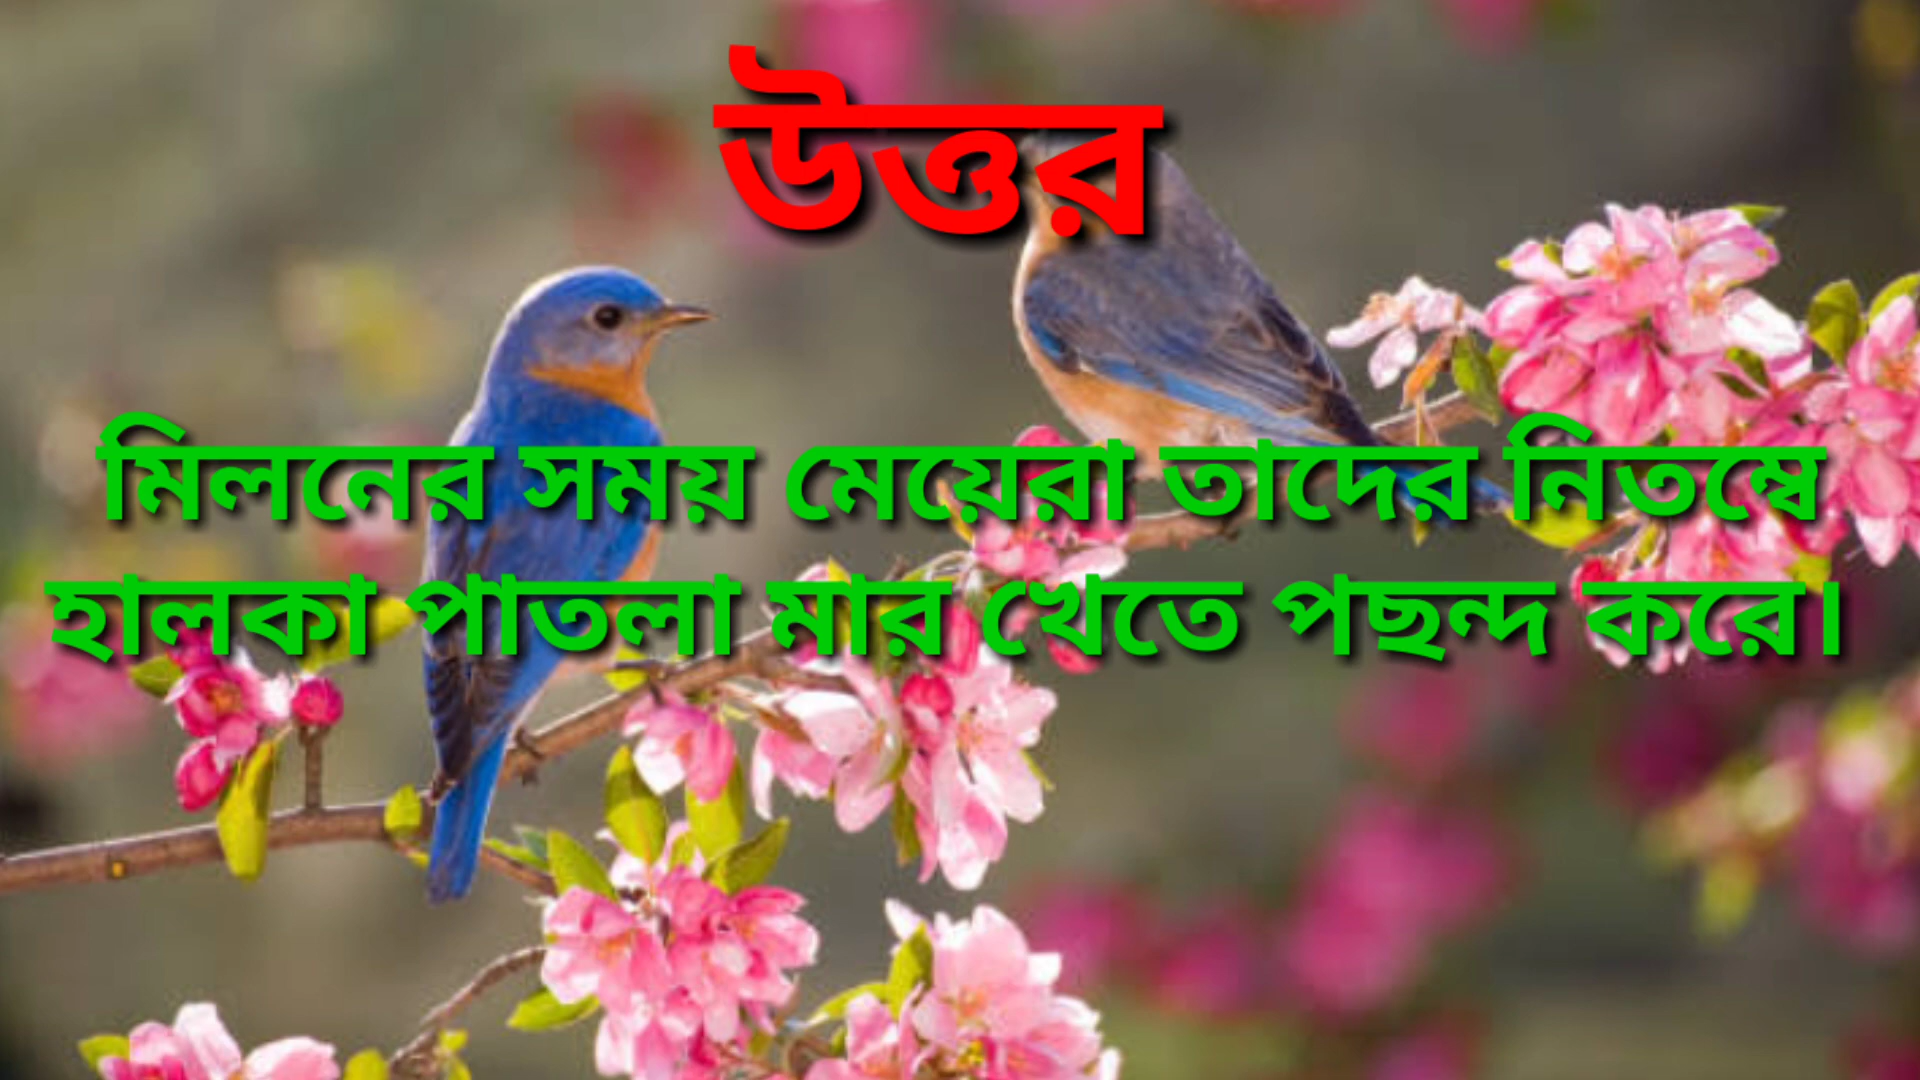 উত্তর
মিলনের সময় মেয়েরা তাদের নিতম্বে
হালকা পাতলা মার খেতে পছন্দ করে।